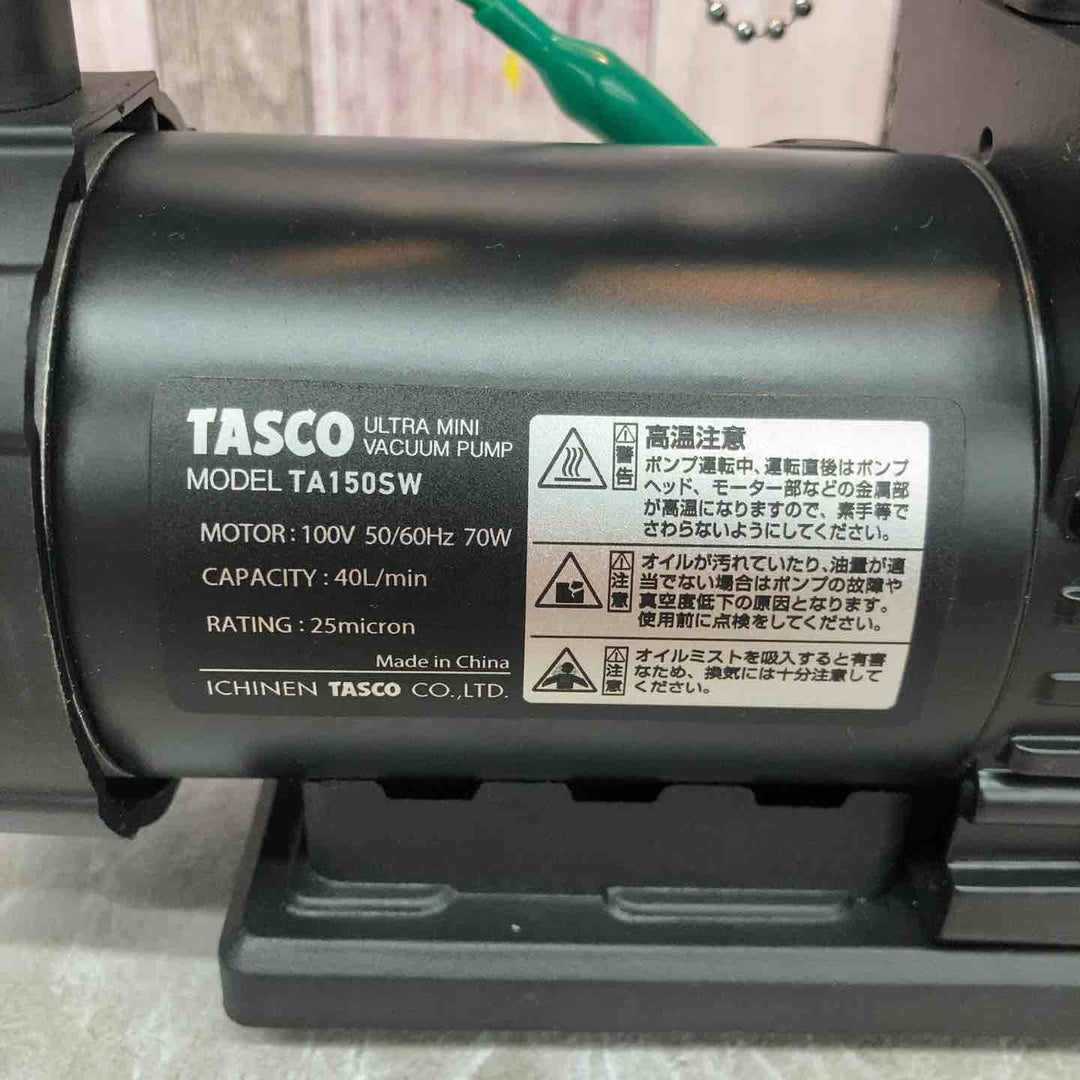 TASCO ULTRA MINI
VACUUM PUMP
MODEL TA150SW
MOTOR : 100V 50/60Hz 70W
CAPACITY : 40L/min
RATING : 25micron
Made in China
ICHINEN TASCO CO.,LTD.
警告
高温注意
ポンプ運転中、運転直後はポンプ
ヘッド、モーター部などの金属部
が高温になりますので、素手等で
さわらないようにしてください。
注意
オイルが汚れていたり、油量が適
当でない場合はポンプの故障や
真空度低下の原因となります。
使用前に点検をしてください。
注意
オイルミストを吸入すると有害
なため、換気には十分注意して
ください。